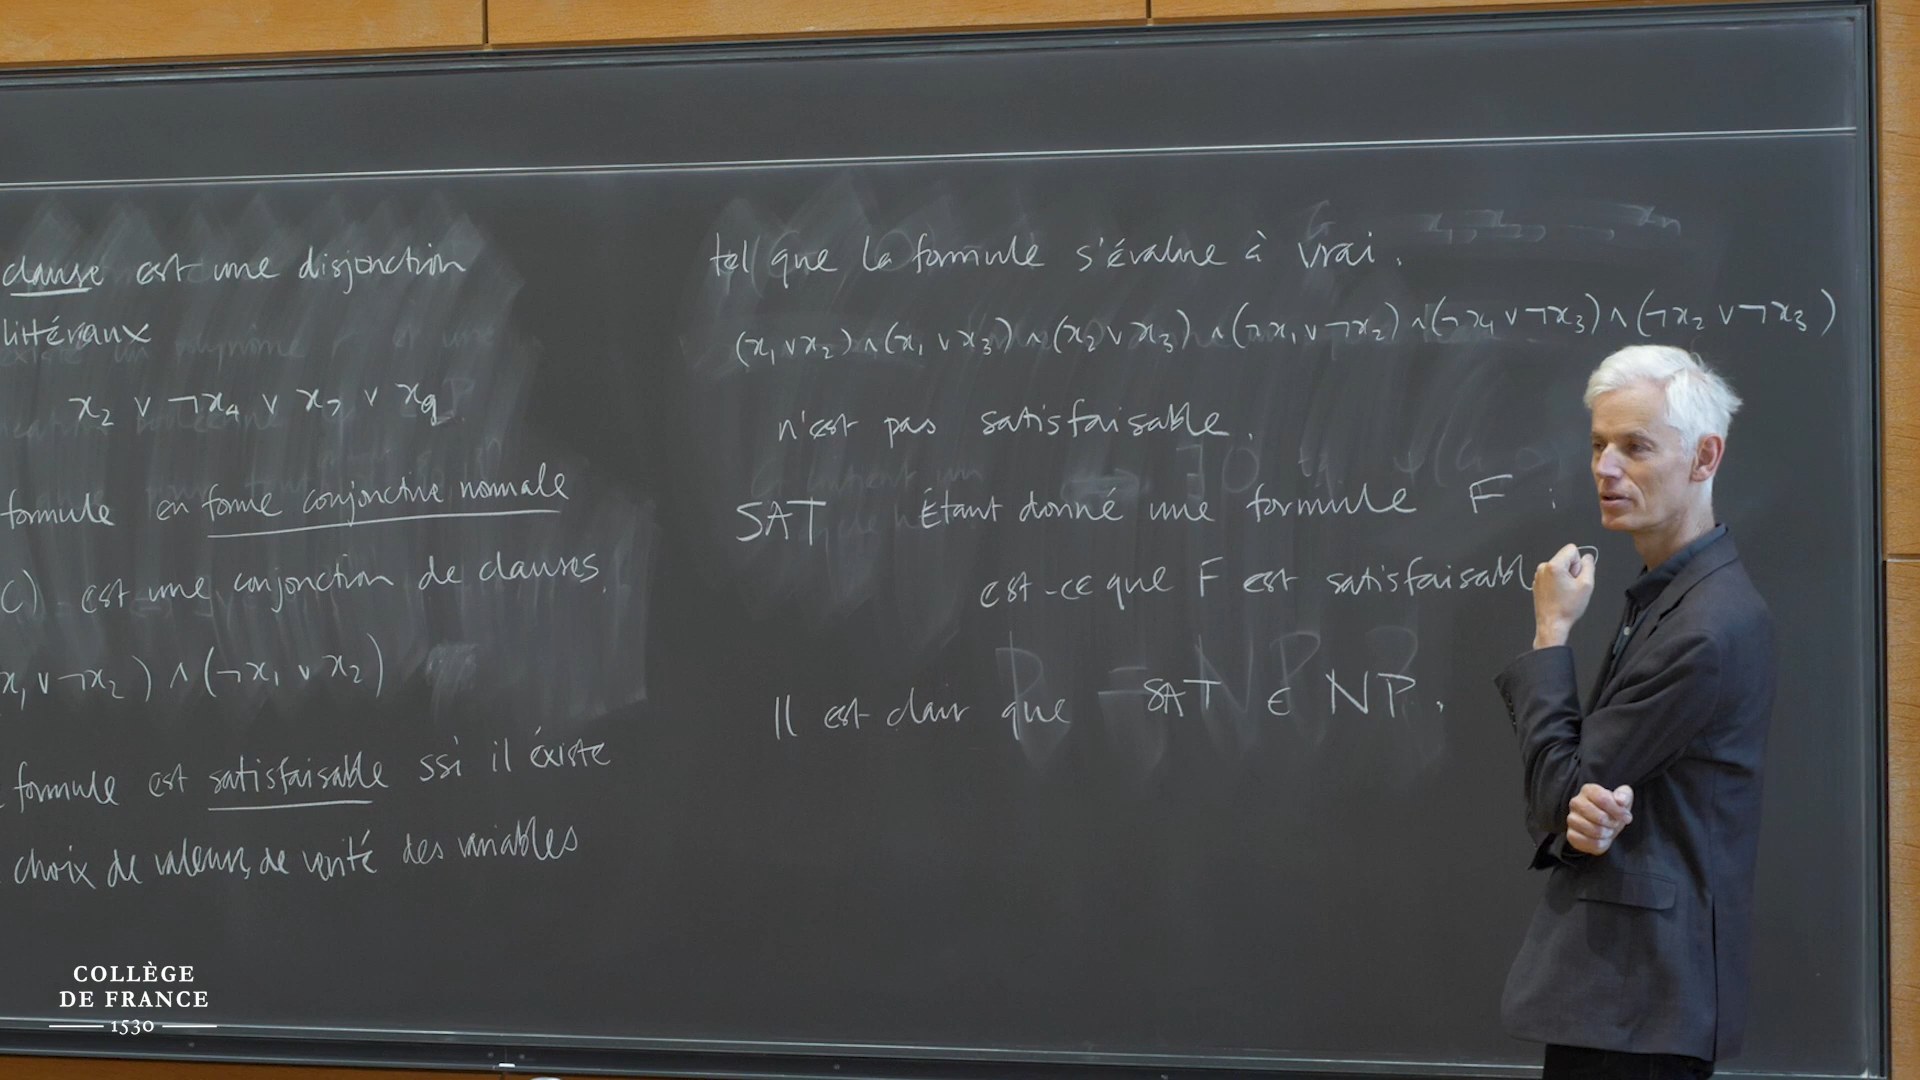 clause est une disjonction
littéraux
x₂ ∨ ¬x₄ ∨ x₇ ∨ x₉
formule en forme conjonctive normale
C) est une conjonction de clauses.
x₁ ∨ ¬x₂) ∧ (¬x₁ ∨ x₂)
formule est satisfaisable ssi il éxiste
choix de valeurs de verité des variables
tel que la formule s'évalue à vrai.
(x₁ ∨ x₂) ∧ (x₁ ∨ x₃) ∧ (x₂ ∨ x₃) ∧ (¬x₁ ∨ ¬x₂) ∧ (¬x₁ ∨ ¬x₃) ∧ (¬x₂ ∨ ¬x₃)
n'est pas satisfaisable.
SAT Étant donné une formule F :
est-ce que F est satisfaisabl
Il est clair que SAT ∈ NP.
COLLÈGE
DE FRANCE
1530